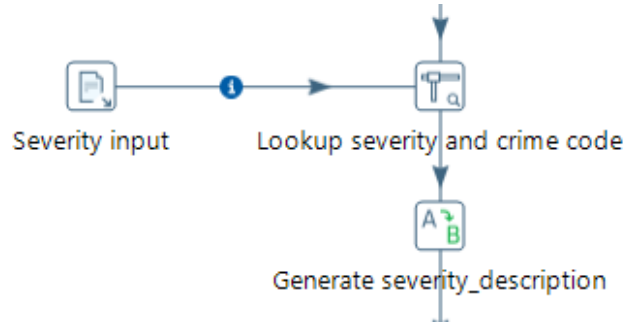 Severity input
Lookup severity and crime code
A
B
Generate severity_description